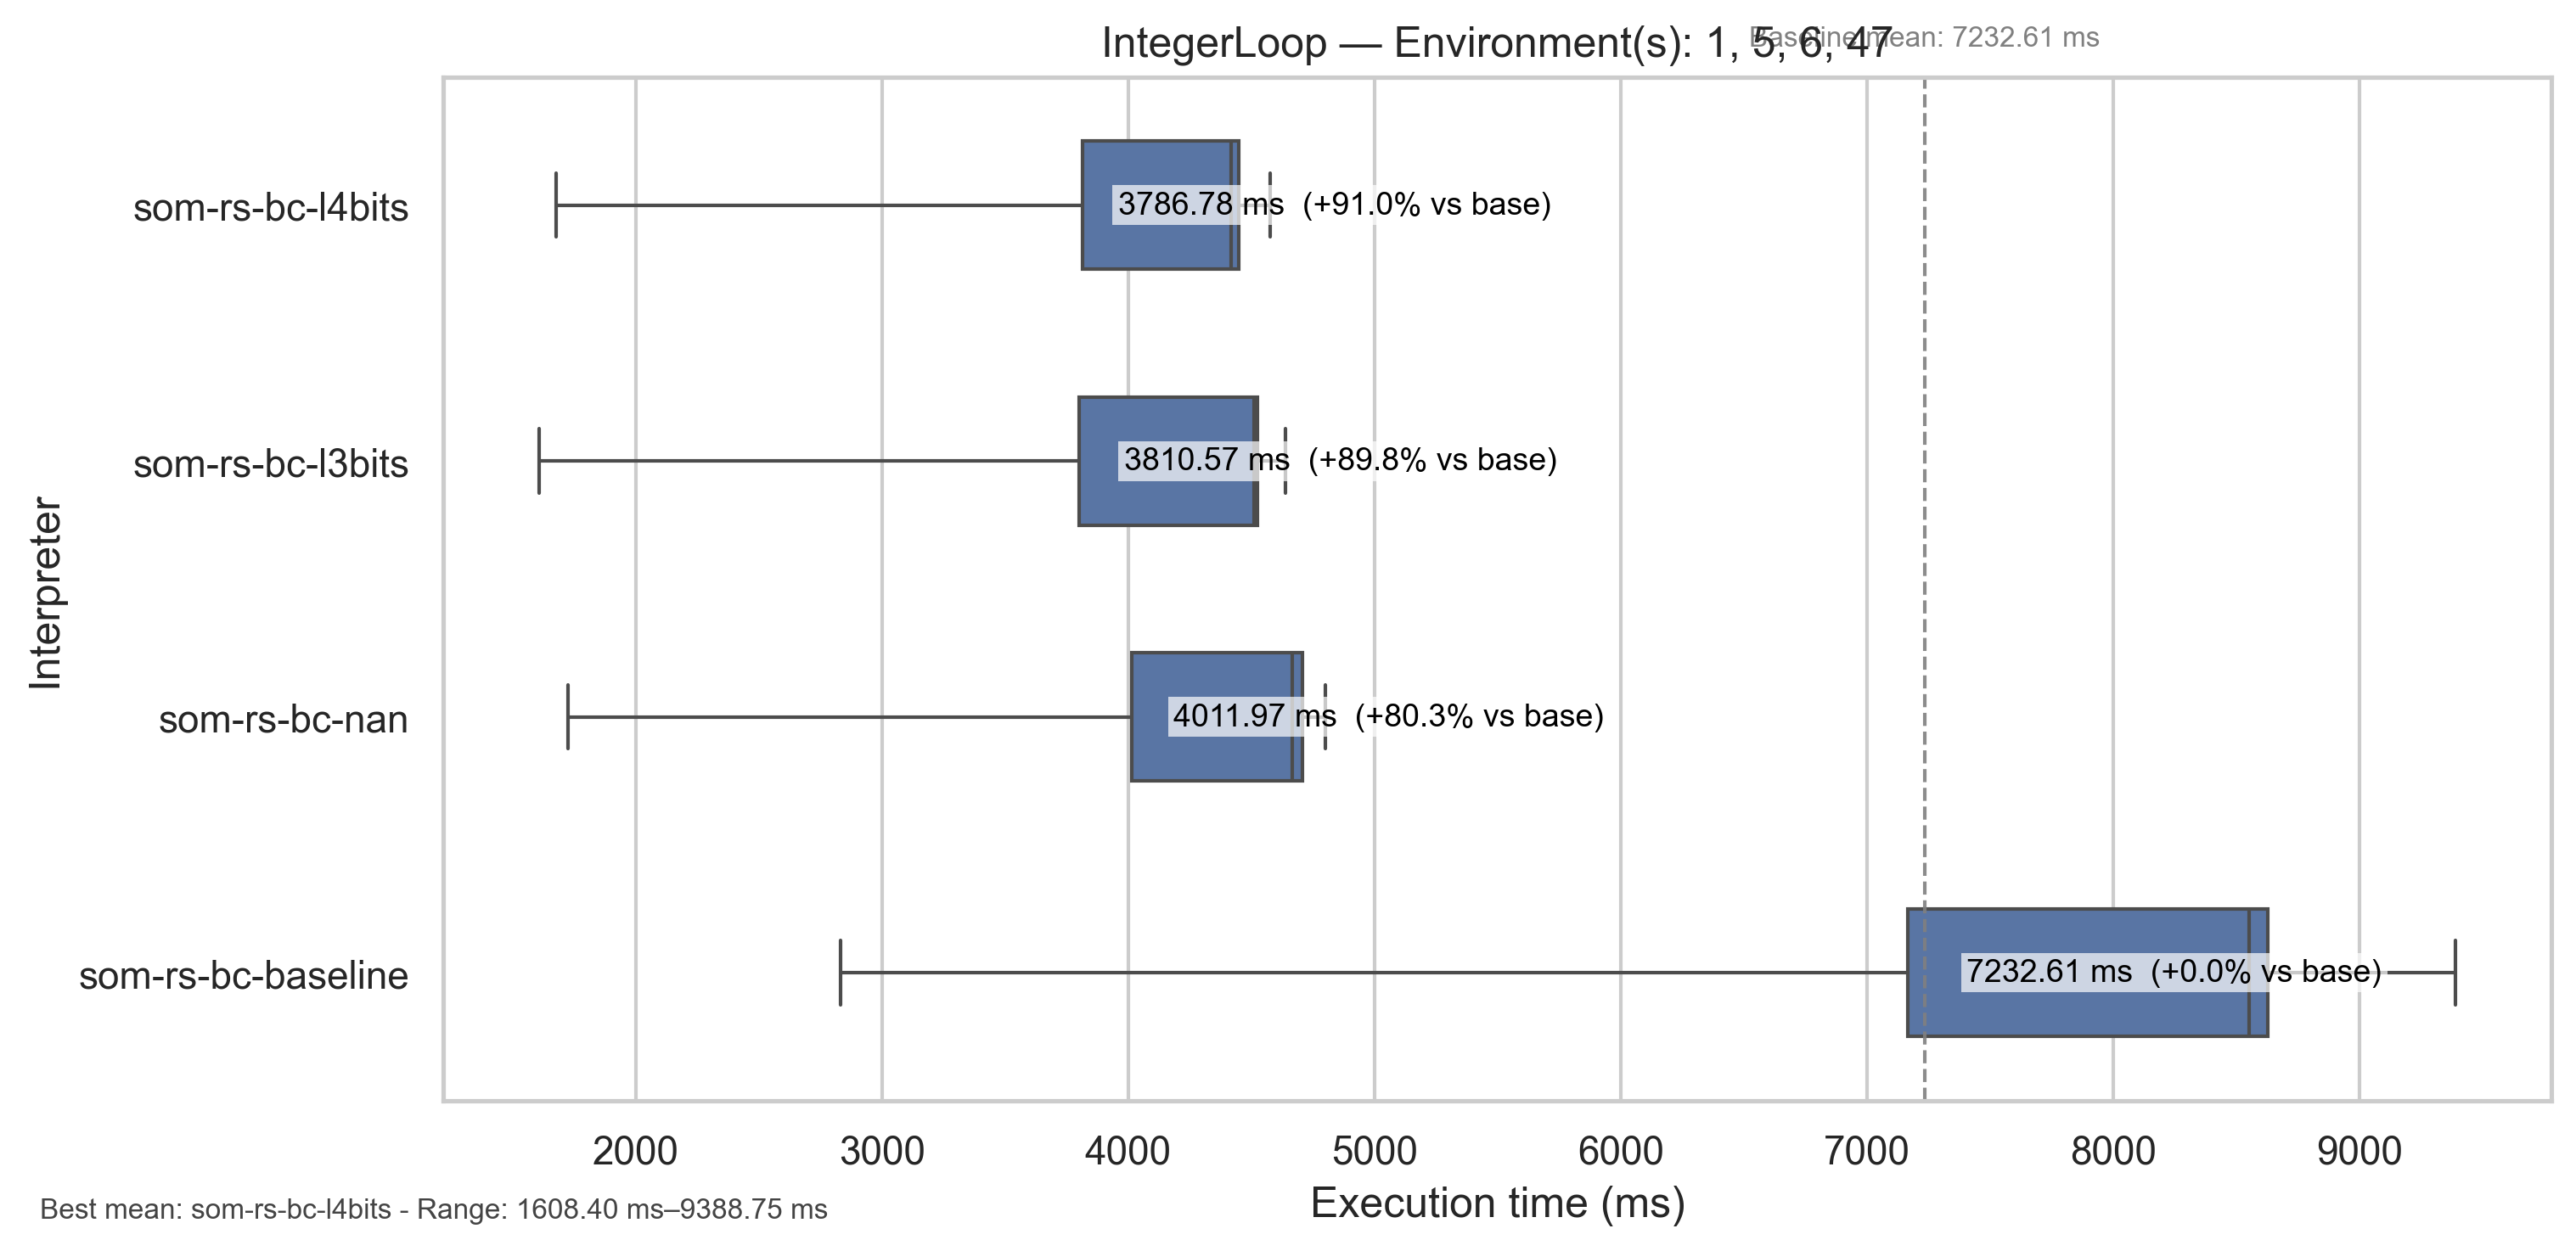 IntegerLoop — Environment(s): 1, 5, 6, 47
Baseline mean: 7232.61 ms
Interpreter
som-rs-bc-l4bits
3786.78 ms (+91.0% vs base)
som-rs-bc-l3bits
3810.57 ms (+89.8% vs base)
som-rs-bc-nan
4011.97 ms (+80.3% vs base)
som-rs-bc-baseline
7232.61 ms (+0.0% vs base)
2000 3000 4000 5000 6000 7000 8000 9000
Execution time (ms)
Best mean: som-rs-bc-l4bits - Range: 1608.40 ms–9388.75 ms